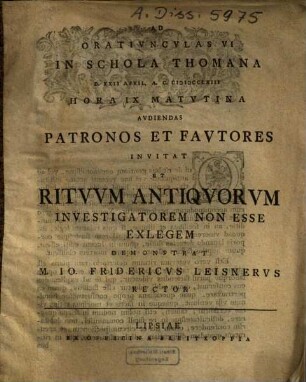 A. Diss. 5975
AD
ORATIVNCVLAS VI
IN SCHOLA THOMANA
D. XXII APRIL. A. C. CIƆIƆCCLXIII
HORA IX MATVTINA
AVDIENDAS
PATRONOS ET FAVTORES
INVITAT
ET
RITVVM ANTIQVORVM
INVESTIGATOREM NON ESSE
EXLEGEM
DEMONSTRAT
M. IO. FRIDERICVS LEISNERVS
RECTOR
LIPSIAE,
EX OFFICINA BREITKOPFIA